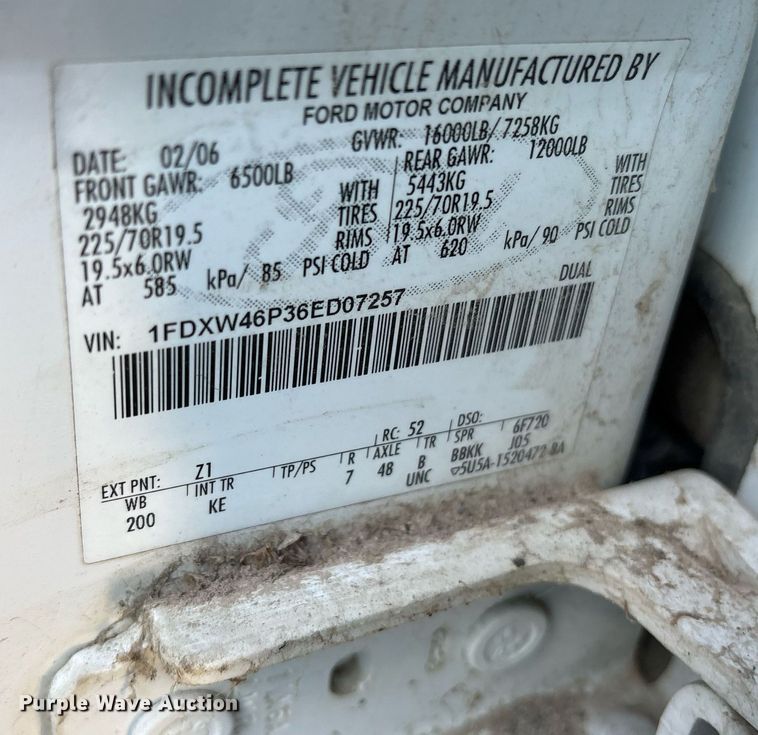 INCOMPLETE VEHICLE MANUFACTURED BY
FORD MOTOR COMPANY
DATE: 02/06 GVWR: 16000LB/ 7258KG
FRONT GAWR: 6500LB REAR GAWR: 12000LB
2948KG WITH 5443KG WITH
225/70R19.5 TIRES 225/70R19.5 TIRES
19.5x6.0RW RIMS 19.5x6.0RW RIMS
AT 585 kPa/ 85 PSI COLD AT 620 kPa/ 90 PSI COLD
DUAL
VIN: 1FDXW46P36ED07257
EXT PNT: Z1 RC: 52 DSO: 6F720
WB INT TR TP/PS R AXLE TR SPR J05
200 KE 7 48 B BBKK
UNC 5U5A-1520472-BA
Purple Wave Auction